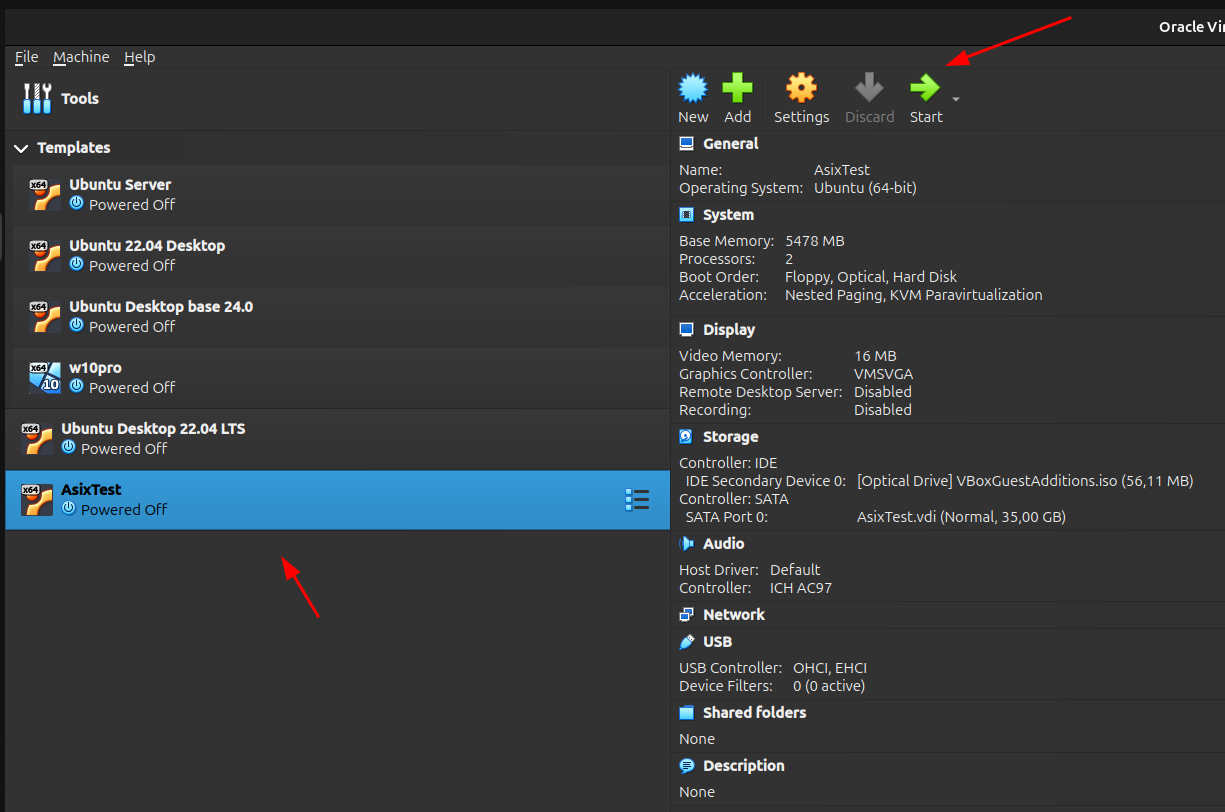 Oracle Vir
File Machine Help
Tools
New Add Settings Discard Start
Templates
x64 Ubuntu Server
Powered Off
x64 Ubuntu 22.04 Desktop
Powered Off
x64 Ubuntu Desktop base 24.0
Powered Off
x64 10 w10pro
Powered Off
x64 Ubuntu Desktop 22.04 LTS
Powered Off
x64 AsixTest
Powered Off
General
Name: AsixTest
Operating System: Ubuntu (64-bit)
System
Base Memory: 5478 MB
Processors: 2
Boot Order: Floppy, Optical, Hard Disk
Acceleration: Nested Paging, KVM Paravirtualization
Display
Video Memory: 16 MB
Graphics Controller: VMSVGA
Remote Desktop Server: Disabled
Recording: Disabled
Storage
Controller: IDE
IDE Secondary Device 0: [Optical Drive] VBoxGuestAdditions.iso (56,11 MB)
Controller: SATA
SATA Port 0: AsixTest.vdi (Normal, 35,00 GB)
Audio
Host Driver: Default
Controller: ICH AC97
Network
USB
USB Controller: OHCI, EHCI
Device Filters: 0 (0 active)
Shared folders
None
Description
None